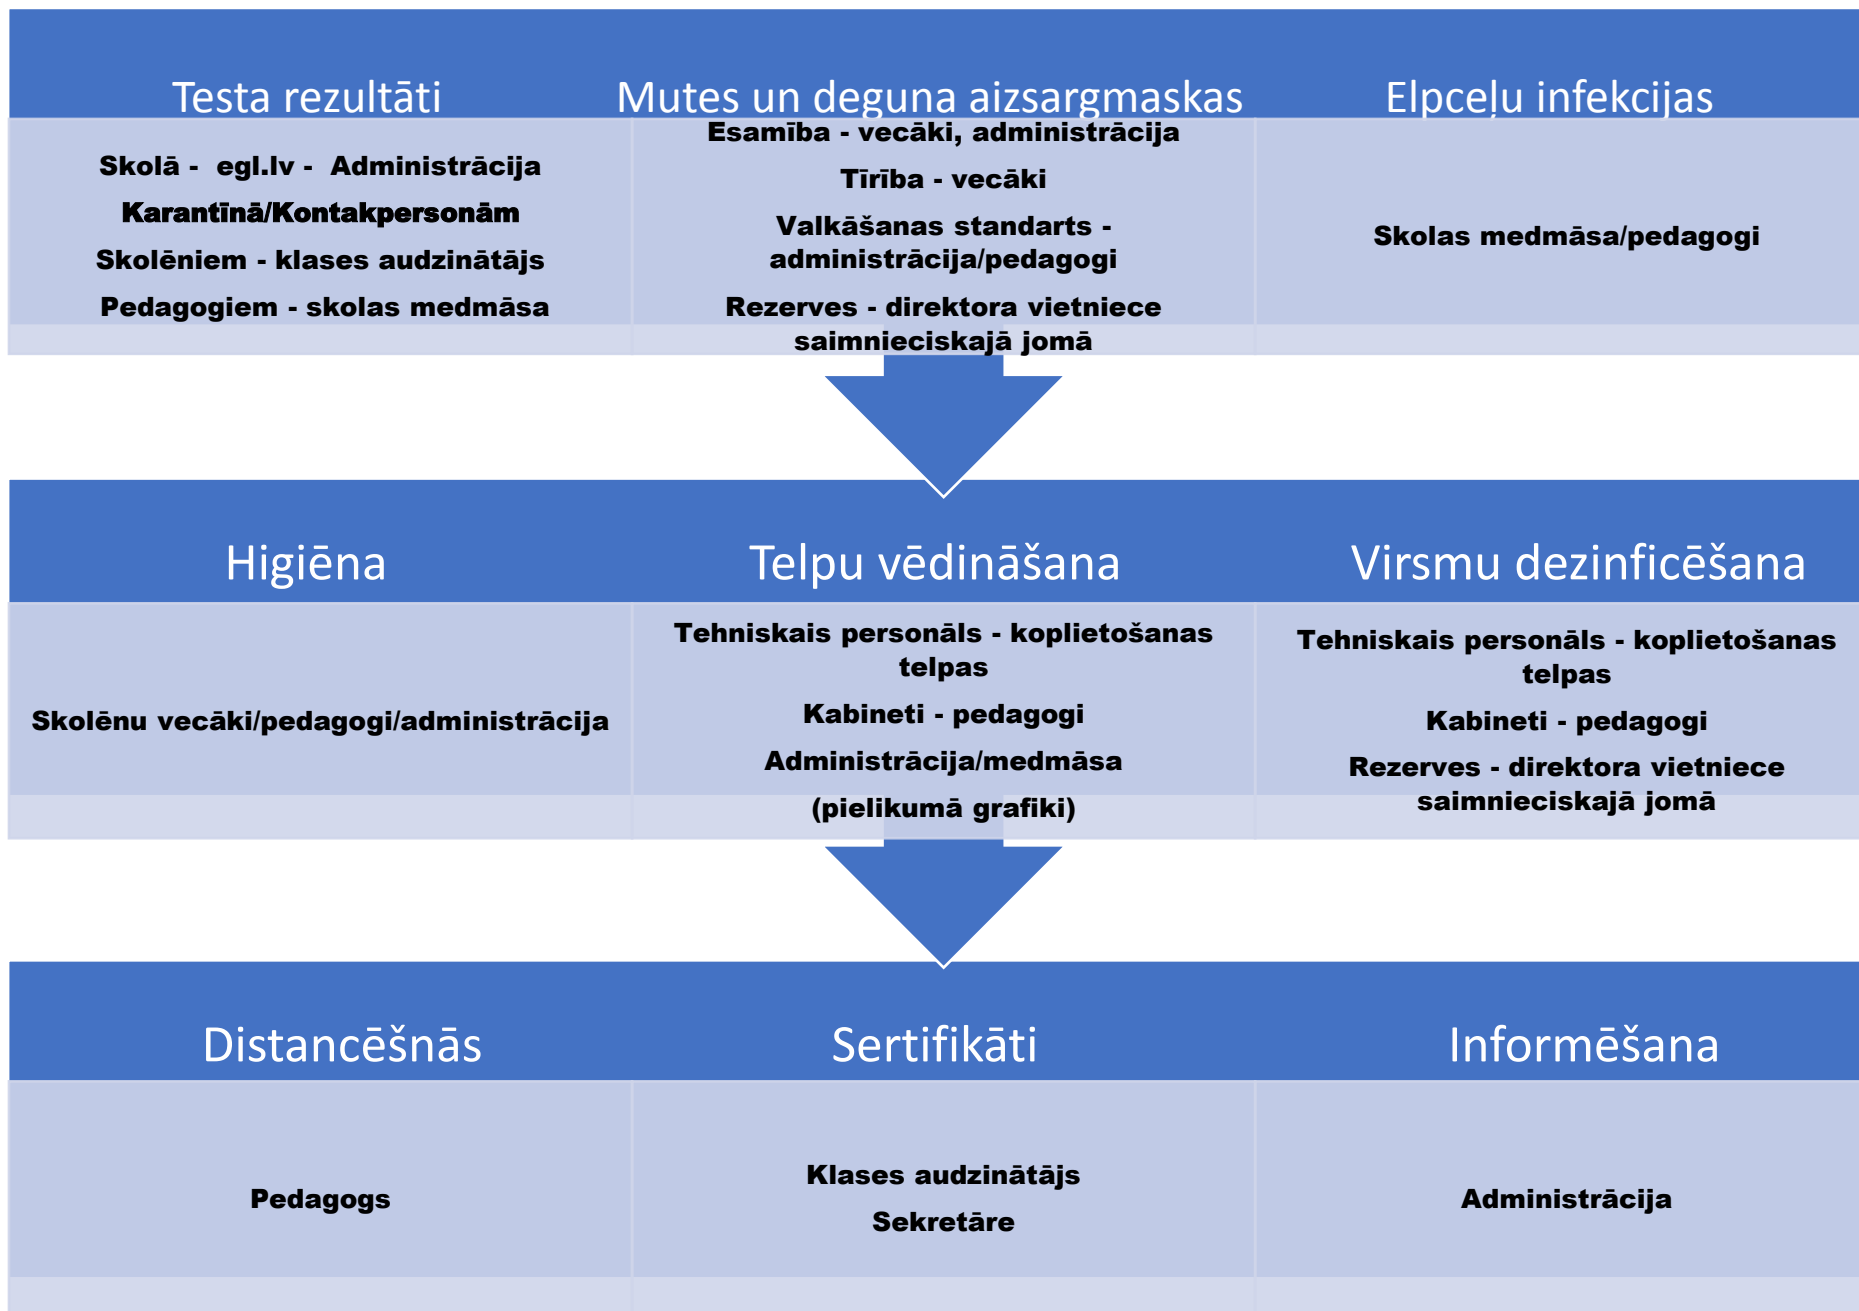 Testa rezultāti
Mutes un deguna aizsargmaskas
Elpceļu infekcijas
Skolā - egl.lv - Administrācija
Karantīnā/Kontakpersonām
Skolēniem - klases audzinātājs
Pedagogiem - skolas medmāsa
Esamība - vecāki, administrācija
Tīrība - vecāki
Valkāšanas standarts -
administrācija/pedagogi
Rezerves - direktora vietniece
saimnieciskajā jomā
Skolas medmāsa/pedagogi
Higiēna
Telpu vēdināšana
Virsmu dezinficēšana
Skolēnu vecāki/pedagogi/administrācija
Tehniskais personāls - koplietošanas
telpas
Kabineti - pedagogi
Administrācija/medmāsa
(pielikumā grafiki)
Tehniskais personāls - koplietošanas
telpas
Kabineti - pedagogi
Rezerves - direktora vietniece
saimnieciskajā jomā
Distancēšnās
Sertifikāti
Informēšana
Pedagogs
Klases audzinātājs
Sekretāre
Administrācija